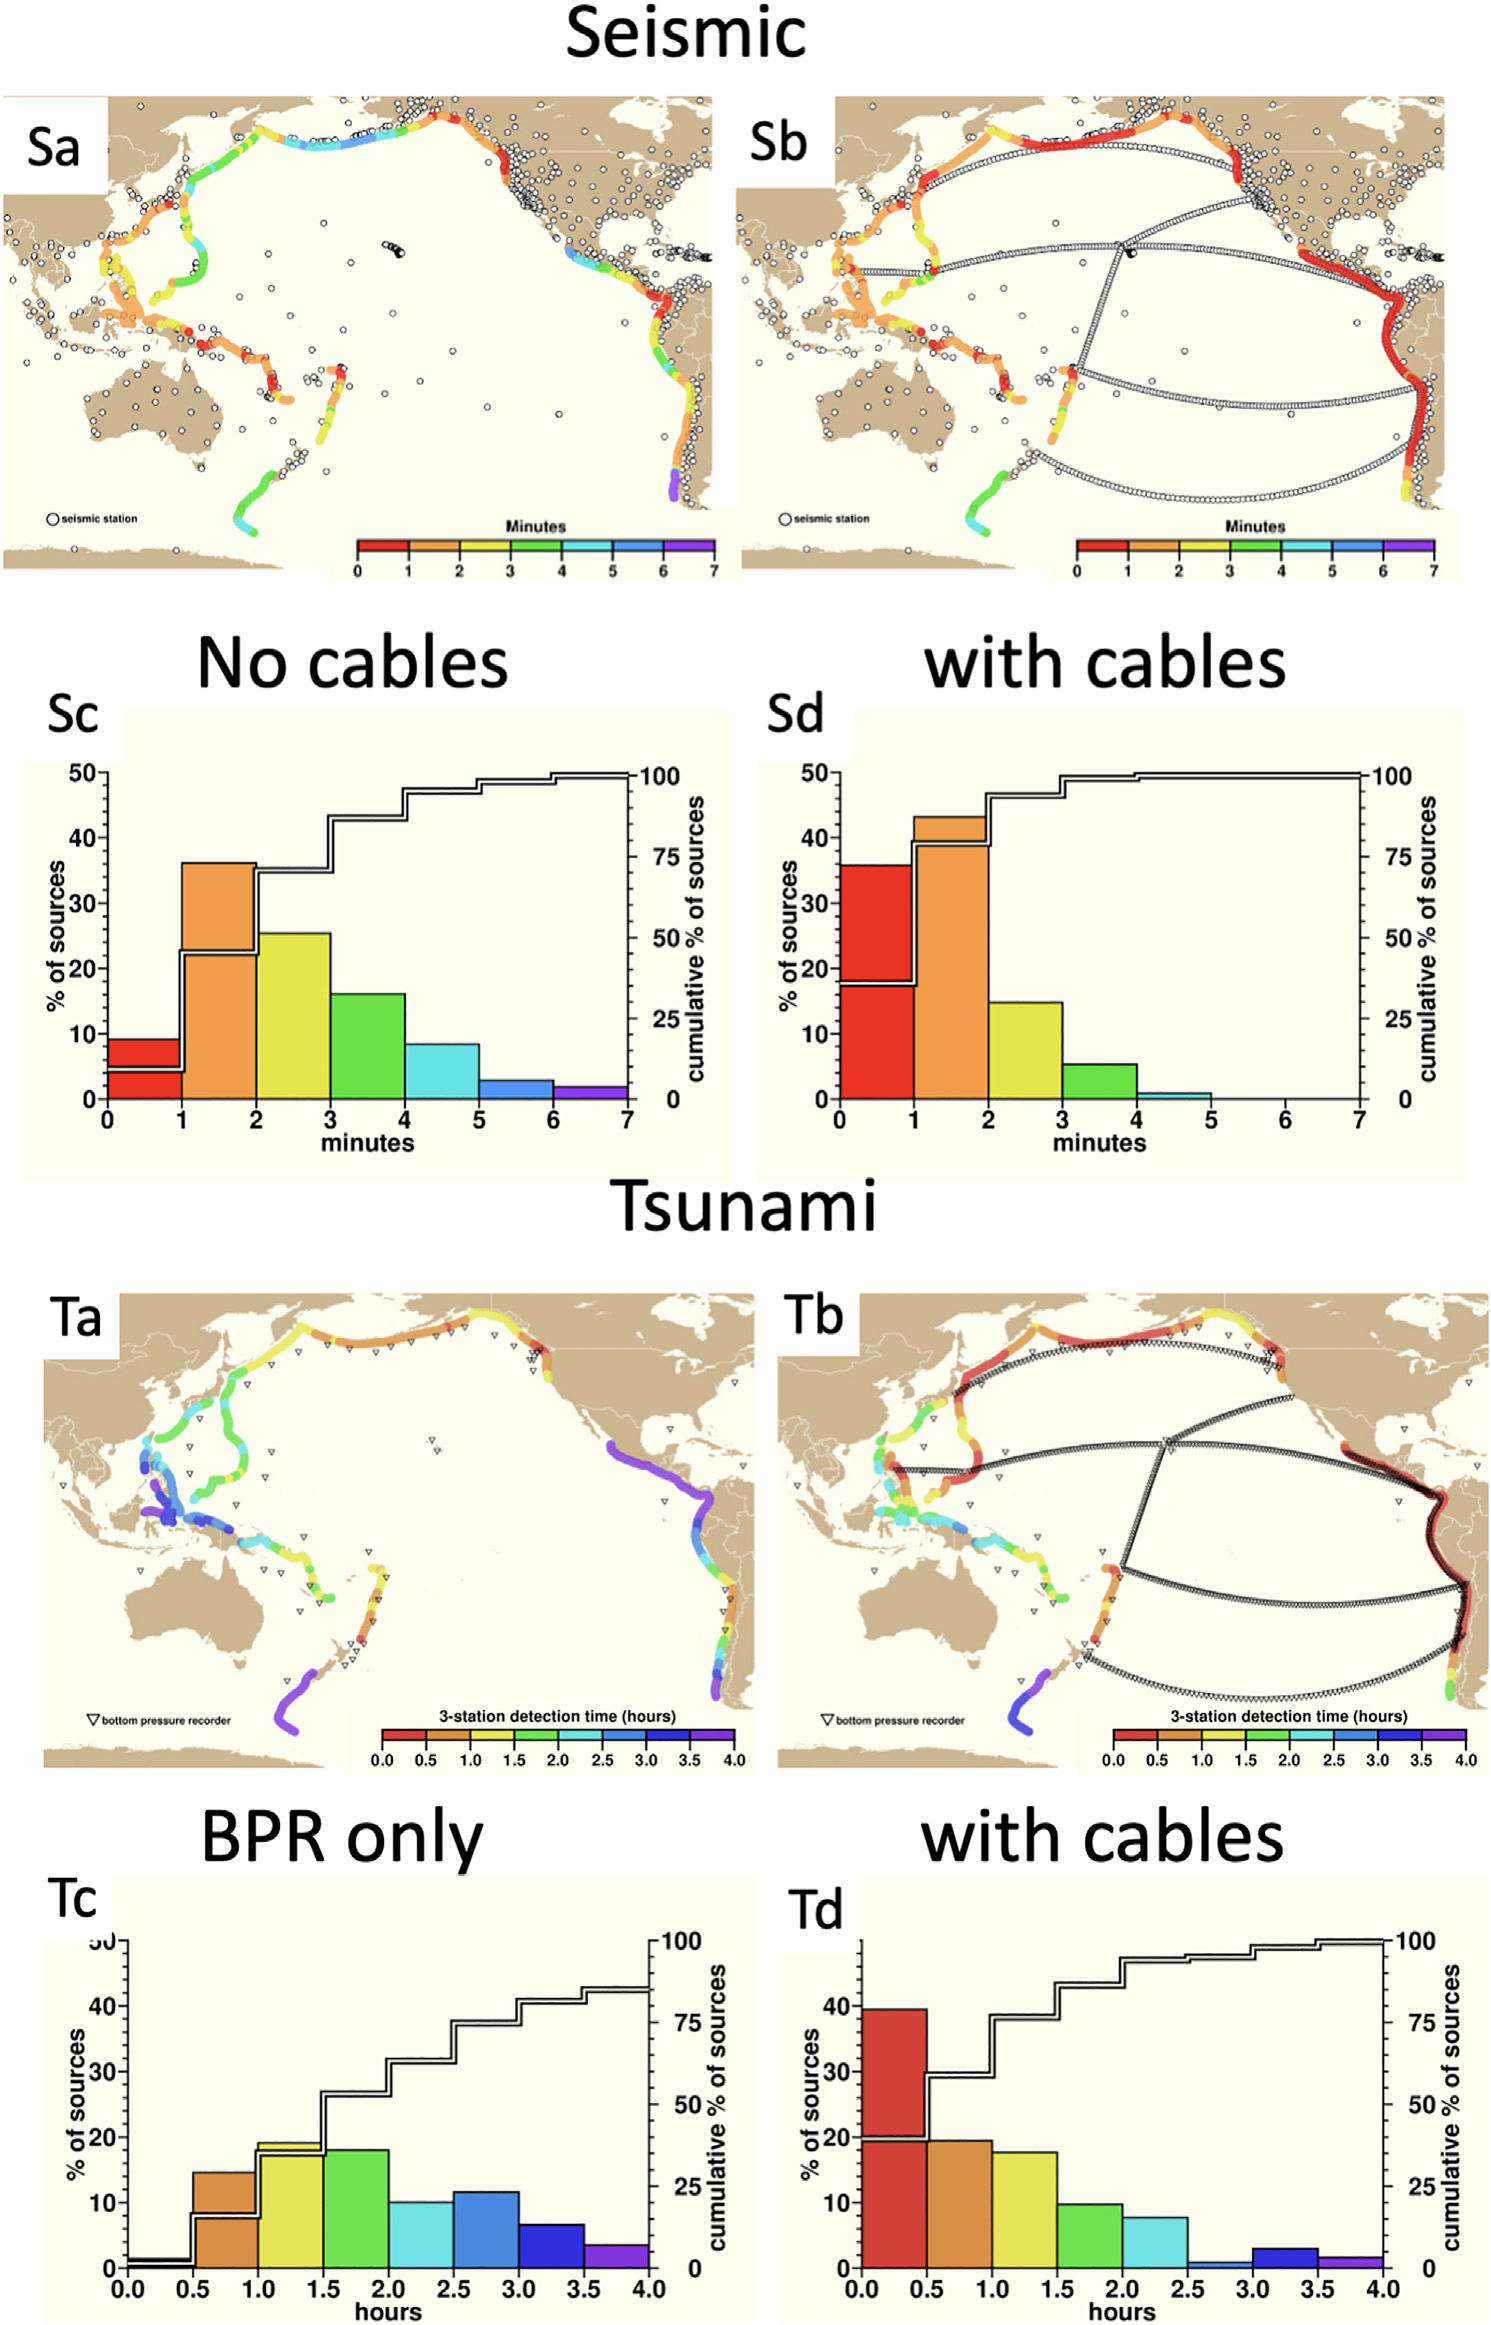 Seismic
Sa
Sb
seismic station
Minutes
0 1 2 3 4 5 6 7
seismic station
Minutes
0 1 2 3 4 5 6 7
No cables
with cables
Sc
Sd
50
40
30
20
10
0
% of sources
100
75
50
25
0
cumulative % of sources
0 1 2 3 4 5 6 7
minutes
50
40
30
20
10
0
% of sources
100
75
50
25
0
cumulative % of sources
0 1 2 3 4 5 6 7
minutes
Tsunami
Ta
Tb
bottom pressure recorder
3-station detection time (hours)
0.0 0.5 1.0 1.5 2.0 2.5 3.0 3.5 4.0
bottom pressure recorder
3-station detection time (hours)
0.0 0.5 1.0 1.5 2.0 2.5 3.0 3.5 4.0
BPR only
with cables
Tc
Td
50
40
30
20
10
0
% of sources
100
75
50
25
0
cumulative % of sources
0.0 0.5 1.0 1.5 2.0 2.5 3.0 3.5 4.0
hours
40
30
20
10
0
% of sources
100
75
50
25
0
cumulative % of sources
0.0 0.5 1.0 1.5 2.0 2.5 3.0 3.5 4.0
hours